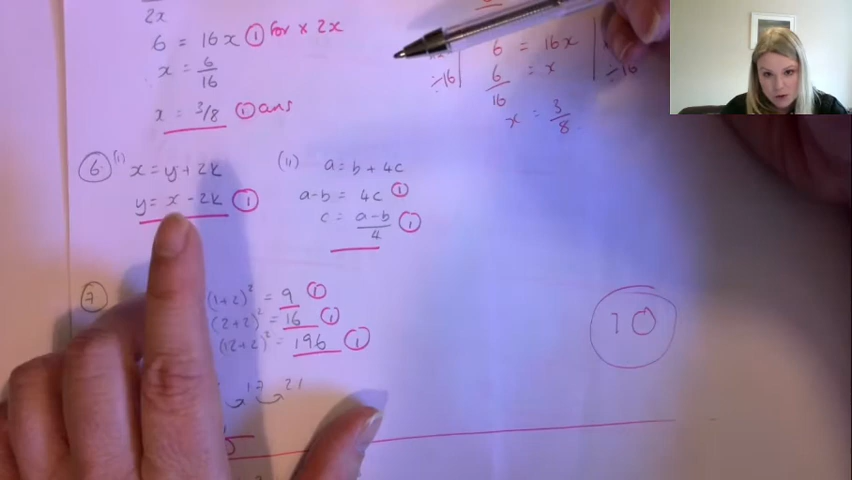 2x
6 = 16x ① for × 2x
x = 6/16
x = 3/8 ① ans
6 = 16x
÷16
6/16 = x
÷16
x = 3/8
6. (i) x = y + 2k
y = x - 2k ①
(ii) a = b + 4c
a-b = 4c ①
c = a-b/4 ①
7.
(1+2)² = 9 ①
(2+2)² = 16 ①
(12+2)² = 196 ①
17 21
10